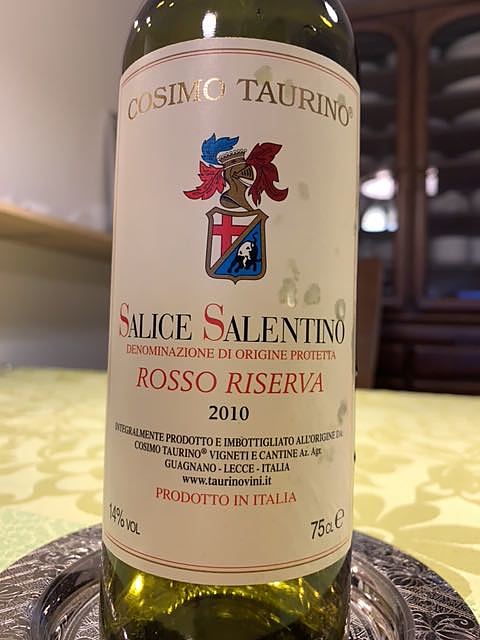 COSIMO TAURINO®
SALICE SALENTINO
DENOMINAZIONE DI ORIGINE PROTETTA
ROSSO RISERVA
2010
INTEGRALMENTE PRODOTTO E IMBOTTIGLIATO ALL'ORIGINE DA:
COSIMO TAURINO® VIGNETI E CANTINE Az. Agr.
GUAGNANO - LECCE - ITALIA
www.taurinovini.it
PRODOTTO IN ITALIA
14% VOL
75CL e